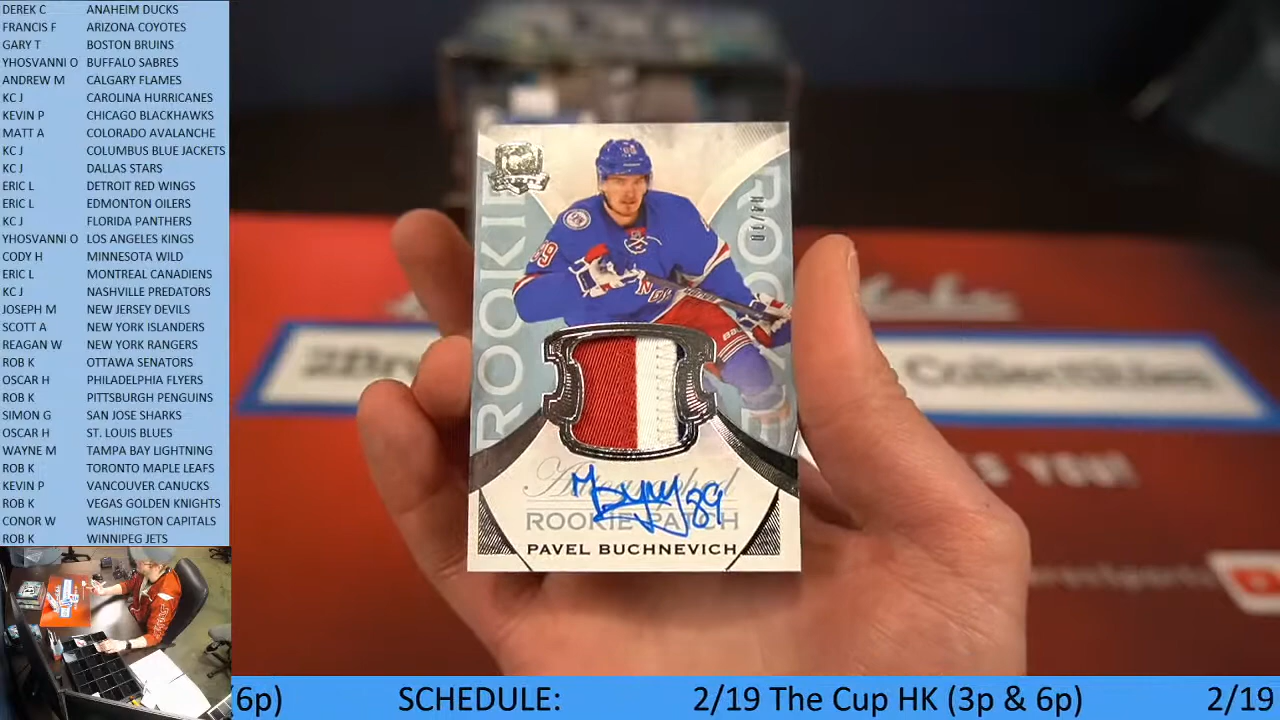 DEREK C ANAHEIM DUCKS
FRANCIS F ARIZONA COYOTES
GARY T BOSTON BRUINS
YHOSVANNI O BUFFALO SABRES
ANDREW M CALGARY FLAMES
KC J CAROLINA HURRICANES
KEVIN P CHICAGO BLACKHAWKS
MATT A COLORADO AVALANCHE
KC J COLUMBUS BLUE JACKETS
KC J DALLAS STARS
ERIC L DETROIT RED WINGS
ERIC L EDMONTON OILERS
KC J FLORIDA PANTHERS
YHOSVANNI O LOS ANGELES KINGS
CODY H MINNESOTA WILD
ERIC L MONTREAL CANADIENS
KC J NASHVILLE PREDATORS
JOSEPH M NEW JERSEY DEVILS
SCOTT A NEW YORK ISLANDERS
REAGAN W NEW YORK RANGERS
ROB K OTTAWA SENATORS
OSCAR H PHILADELPHIA FLYERS
ROB K PITTSBURGH PENGUINS
SIMON G SAN JOSE SHARKS
OSCAR H ST. LOUIS BLUES
WAYNE M TAMPA BAY LIGHTNING
ROB K TORONTO MAPLE LEAFS
KEVIN P VANCOUVER CANUCKS
ROB K VEGAS GOLDEN KNIGHTS
CONOR W WASHINGTON CAPITALS
ROB K WINNIPEG JETS
ROOKIE
89
Autographed
ROOKIE PATCH
89
PAVEL BUCHNEVICH
Collectibles
YOU!
(6p) SCHEDULE: 2/19 The Cup HK (3p & 6p) 2/19